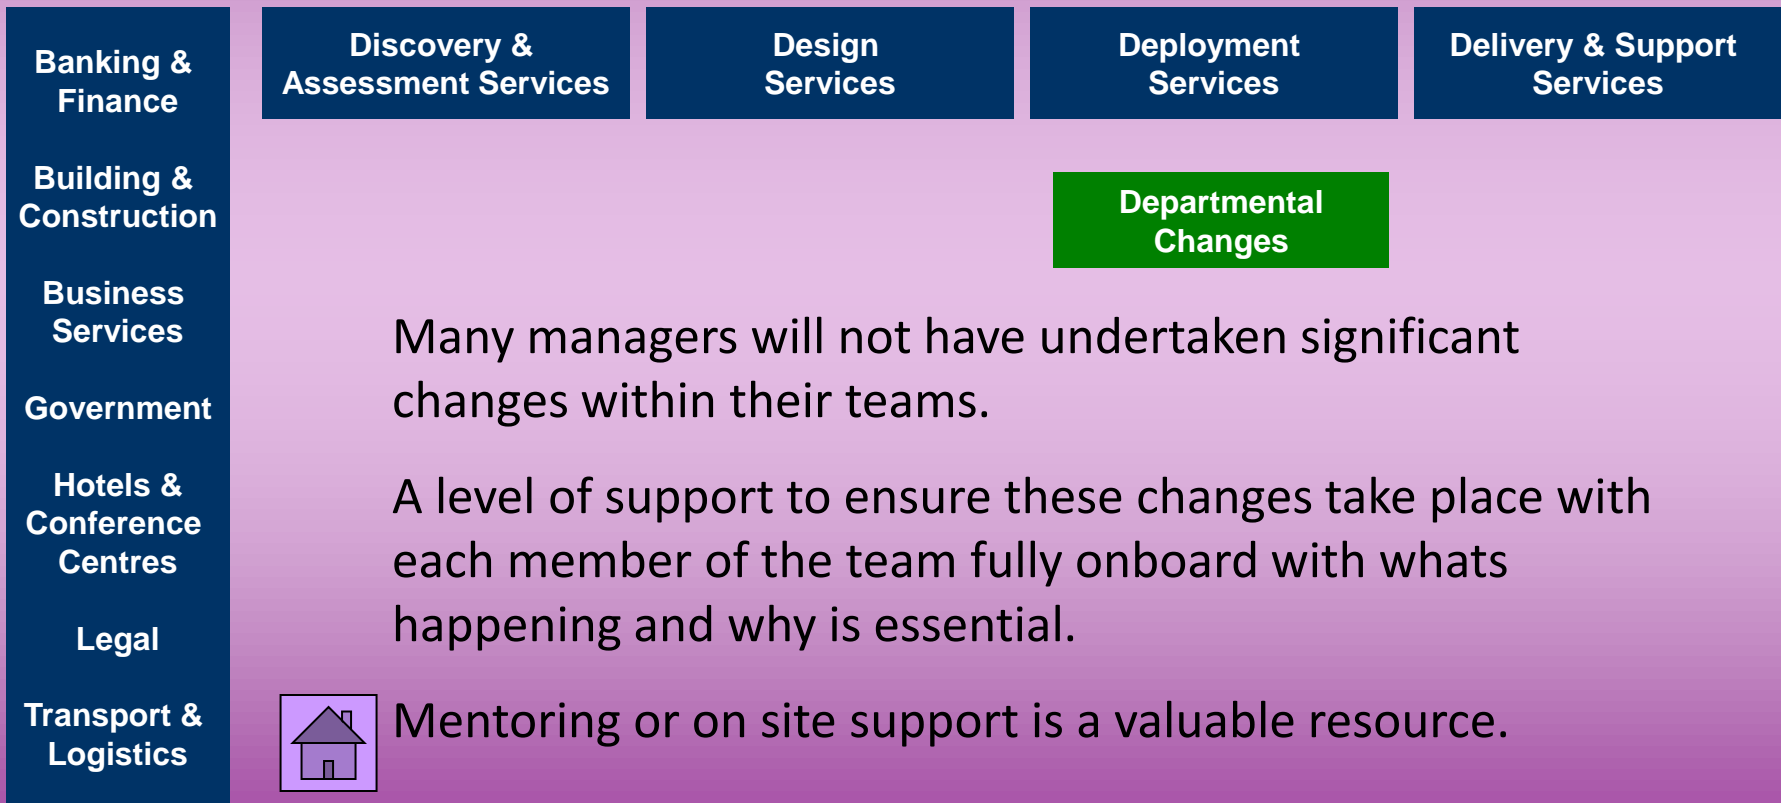 Banking &
Finance
Building &
Construction
Business
Services
Government
Hotels &
Conference
Centres
Legal
Transport &
Logistics
Discovery &
Assessment Services
Design
Services
Deployment
Services
Delivery & Support
Services
Departmental
Changes
Many managers will not have undertaken significant
changes within their teams.
A level of support to ensure these changes take place with
each member of the team fully onboard with whats
happening and why is essential.
Mentoring or on site support is a valuable resource.